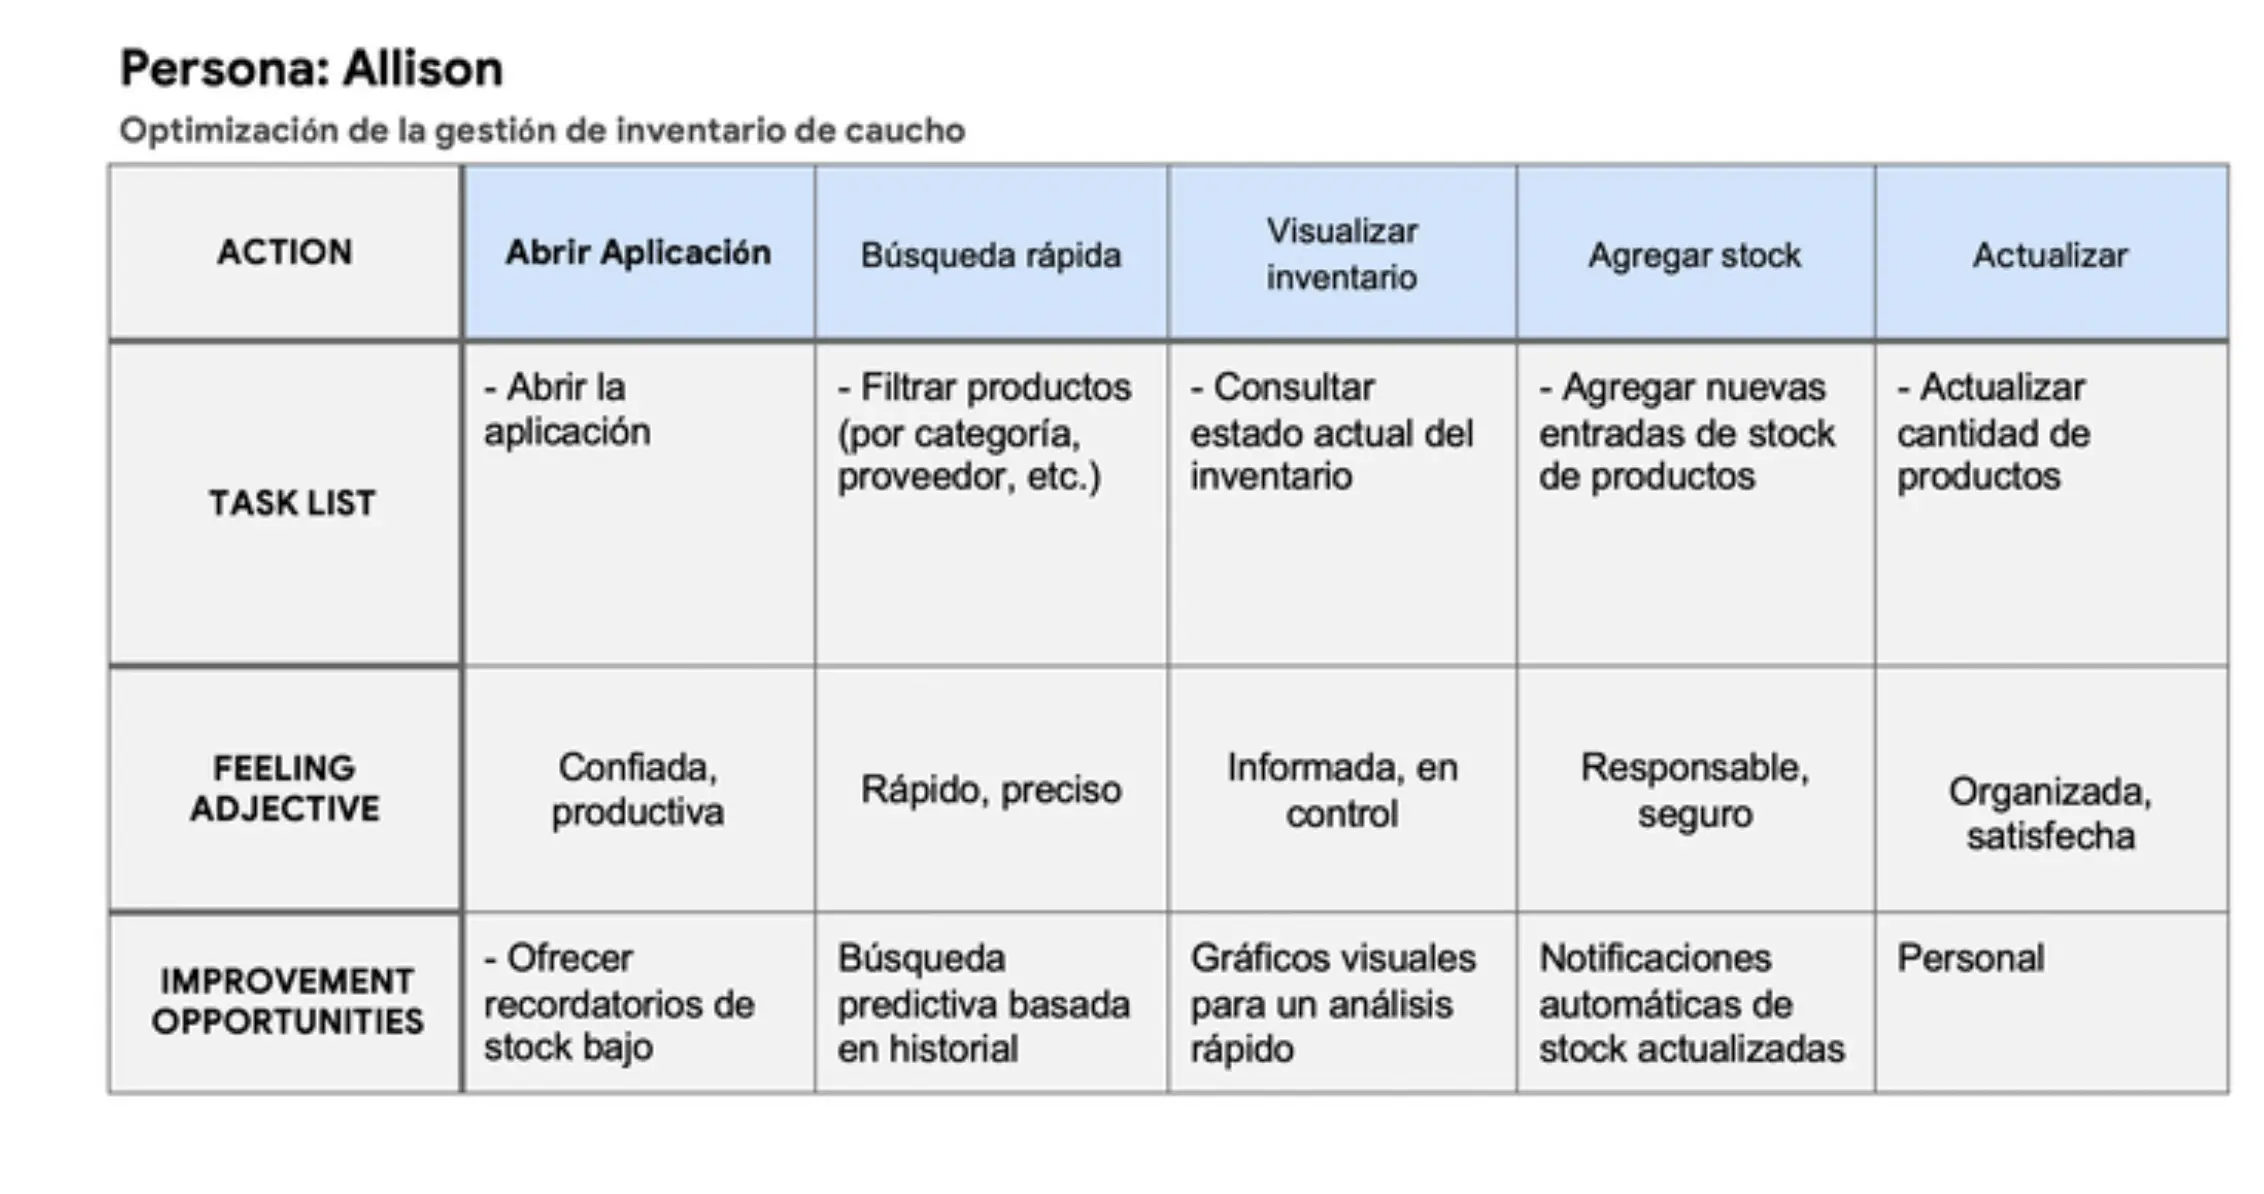 Persona: Allison
Optimización de la gestión de inventario de caucho
ACTION
Abrir Aplicación
Búsqueda rápida
Visualizar
inventario
Agregar stock
Actualizar
TASK LIST
- Abrir la
aplicación
- Filtrar productos
(por categoría,
proveedor, etc.)
- Consultar
estado actual del
inventario
- Agregar nuevas
entradas de stock
de productos
- Actualizar
cantidad de
productos
FEELING
ADJECTIVE
Confiada,
productiva
Rápido, preciso
Informada, en
control
Responsable,
seguro
Organizada,
satisfecha
IMPROVEMENT
OPPORTUNITIES
- Ofrecer
recordatorios de
stock bajo
Búsqueda
predictiva basada
en historial
Gráficos visuales
para un análisis
rápido
Notificaciones
automáticas de
stock actualizadas
Personal